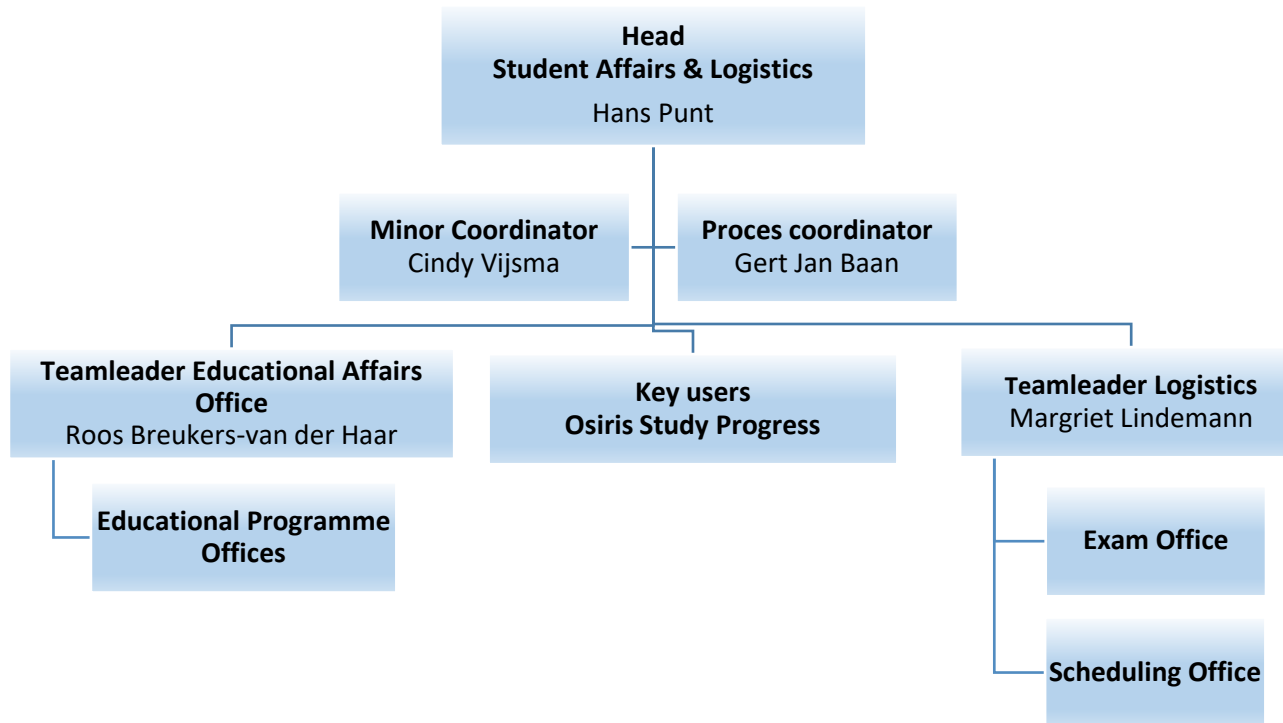 Head
Student Affairs & Logistics
Hans Punt
Minor Coordinator
Cindy Vijsma
Proces coordinator
Gert Jan Baan
Teamleader Educational Affairs
Office
Roos Breukers-van der Haar
Key users
Osiris Study Progress
Teamleader Logistics
Margriet Lindemann
Educational Programme
Offices
Exam Office
Scheduling Office